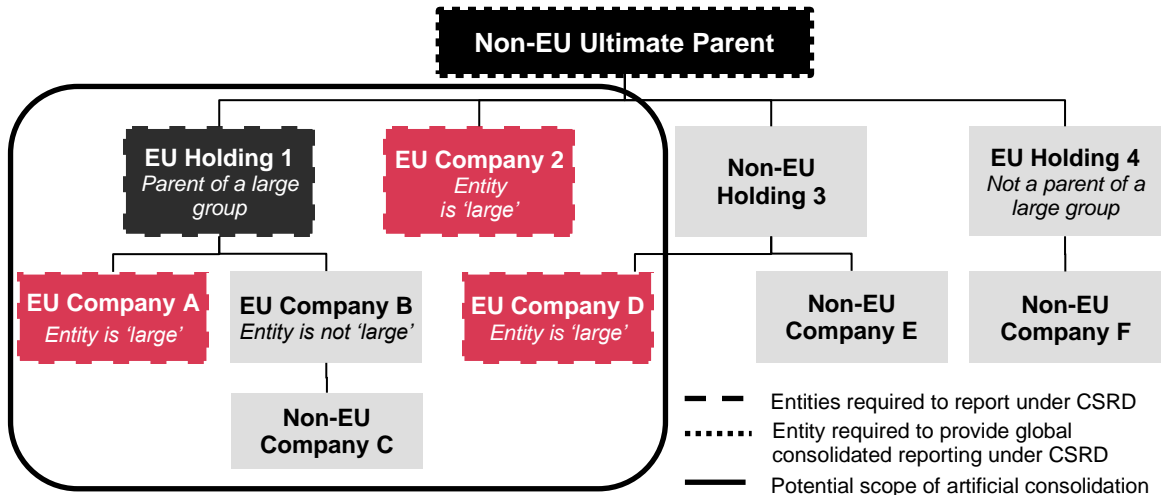 Non-EU Ultimate Parent
EU Holding 1
Parent of a large
group
EU Company 2
Entity
is 'large'
Non-EU
Holding 3
EU Holding 4
Not a parent of a
large group
EU Company A
Entity is 'large'
EU Company B
Entity is not 'large'
EU Company D
Entity is 'large'
Non-EU
Company E
Non-EU
Company F
Non-EU
Company C
Entities required to report under CSRD
Entity required to provide global
consolidated reporting under CSRD
Potential scope of artificial consolidation